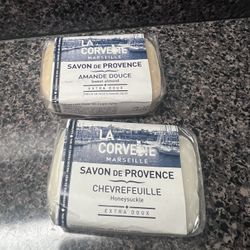 LA
CORVETTE
MARSEILLE
SAVON DE PROVENCE
AMANDE DOUCE
Sweet almond
EXTRA DOUX
LA
CORVETTE
MARSEILLE
SAVON DE PROVENCE
CHEVREFEUILLE
Honeysuckle
EXTRA DOUX